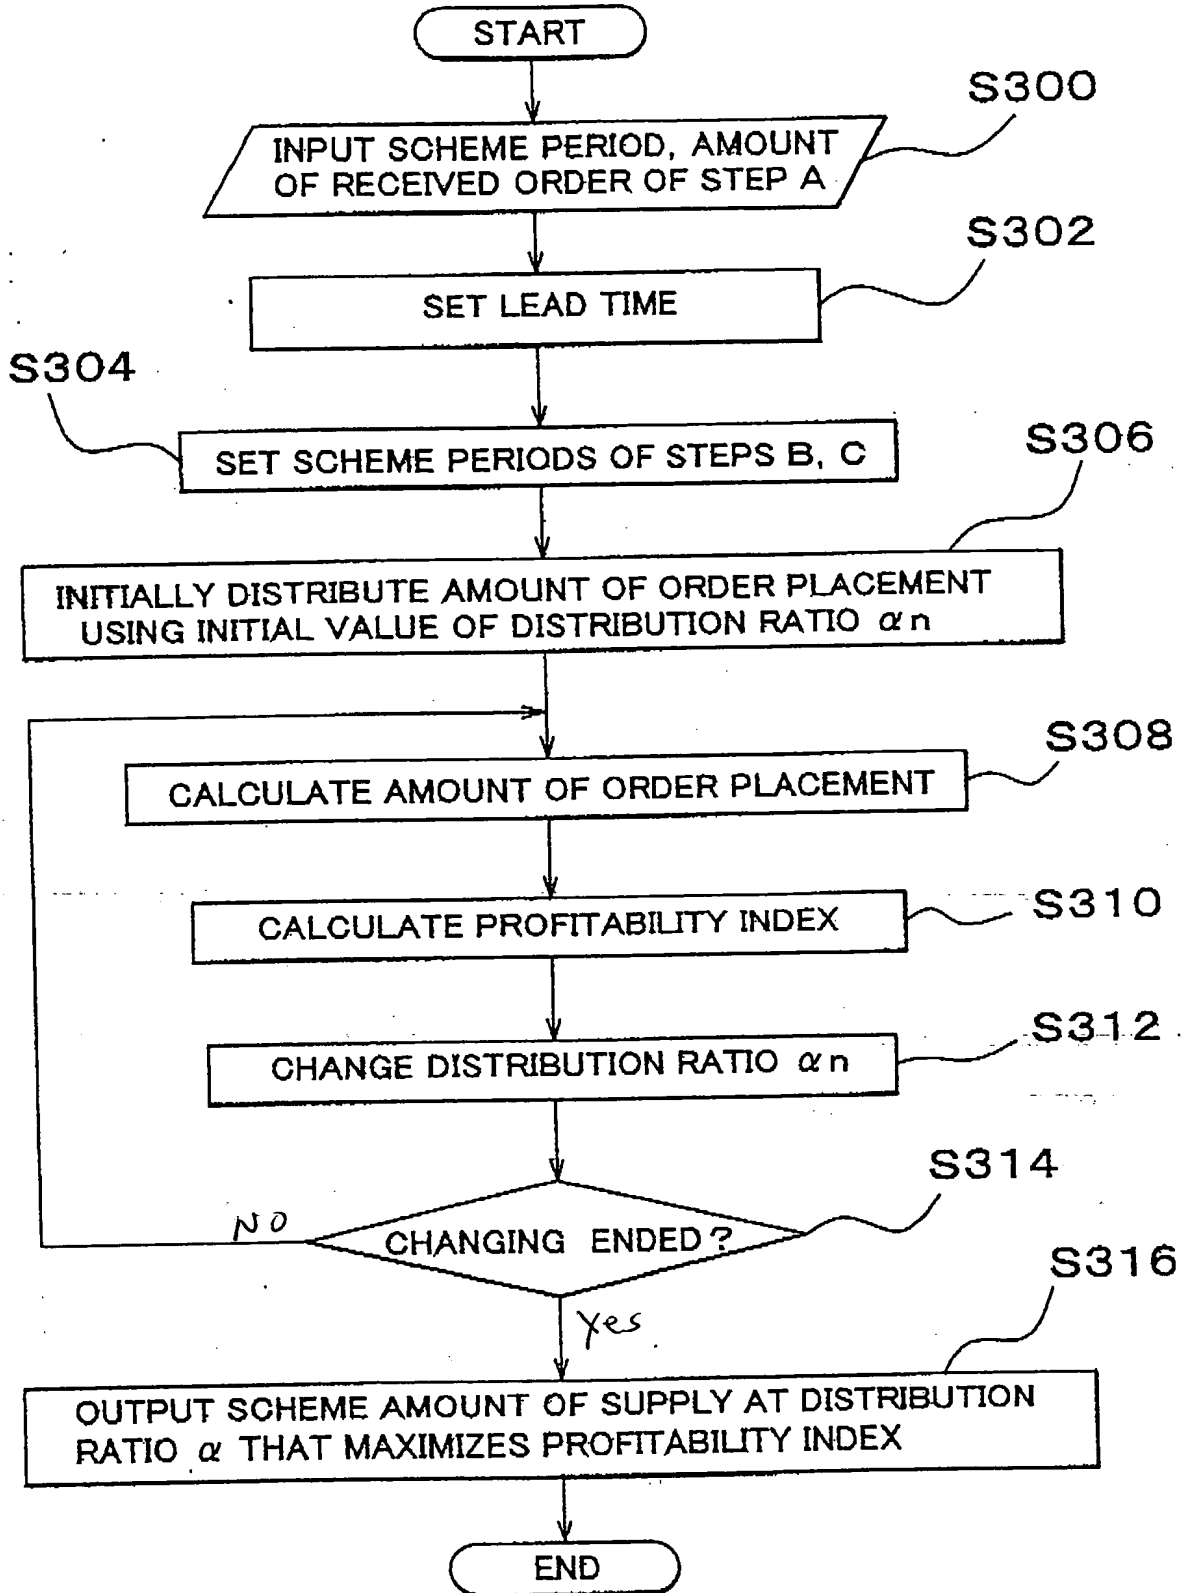 START
S300
INPUT SCHEME PERIOD, AMOUNT
OF RECEIVED ORDER OF STEP A
S302
SET LEAD TIME
S304
SET SCHEME PERIODS OF STEPS B, C
S306
INITIALLY DISTRIBUTE AMOUNT OF ORDER PLACEMENT
USING INITIAL VALUE OF DISTRIBUTION RATIO αn
S308
CALCULATE AMOUNT OF ORDER PLACEMENT
S310
CALCULATE PROFITABILITY INDEX
S312
CHANGE DISTRIBUTION RATIO αn
S314
NO
CHANGING ENDED?
S316
Yes
OUTPUT SCHEME AMOUNT OF SUPPLY AT DISTRIBUTION
RATIO α THAT MAXIMIZES PROFITABILITY INDEX
END